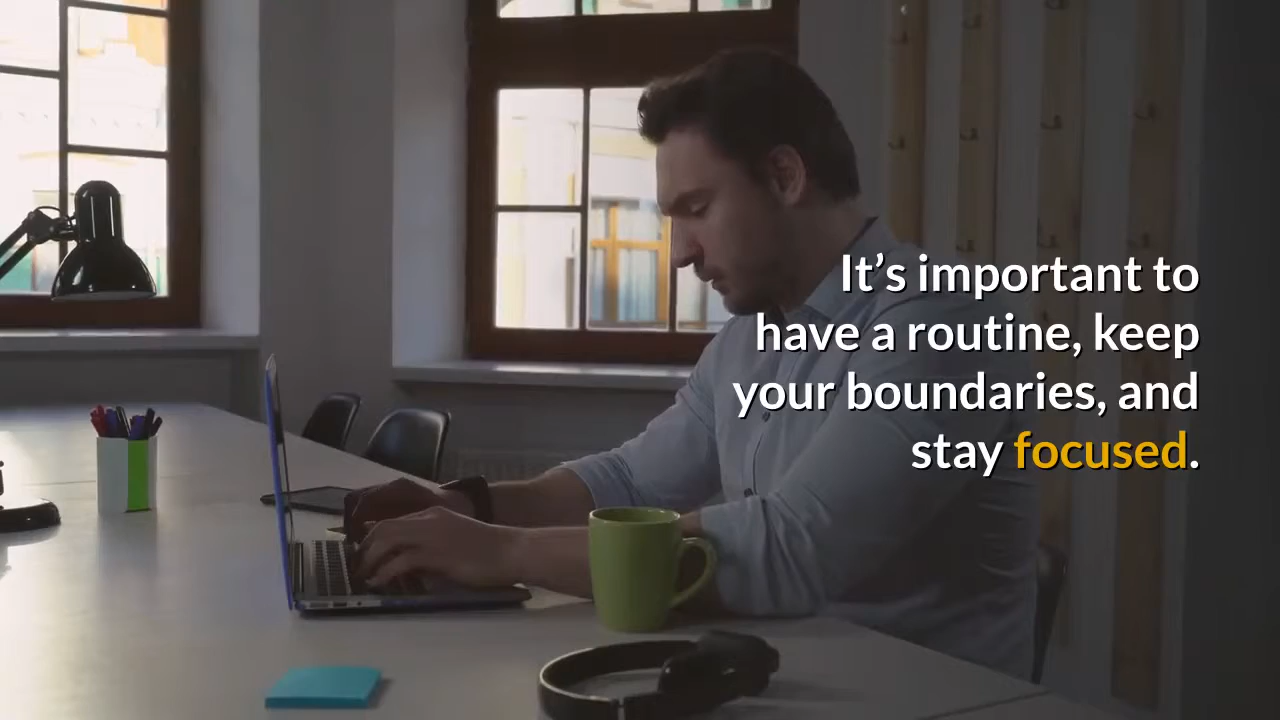 It’s important to
have a routine, keep
your boundaries, and
stay focused.